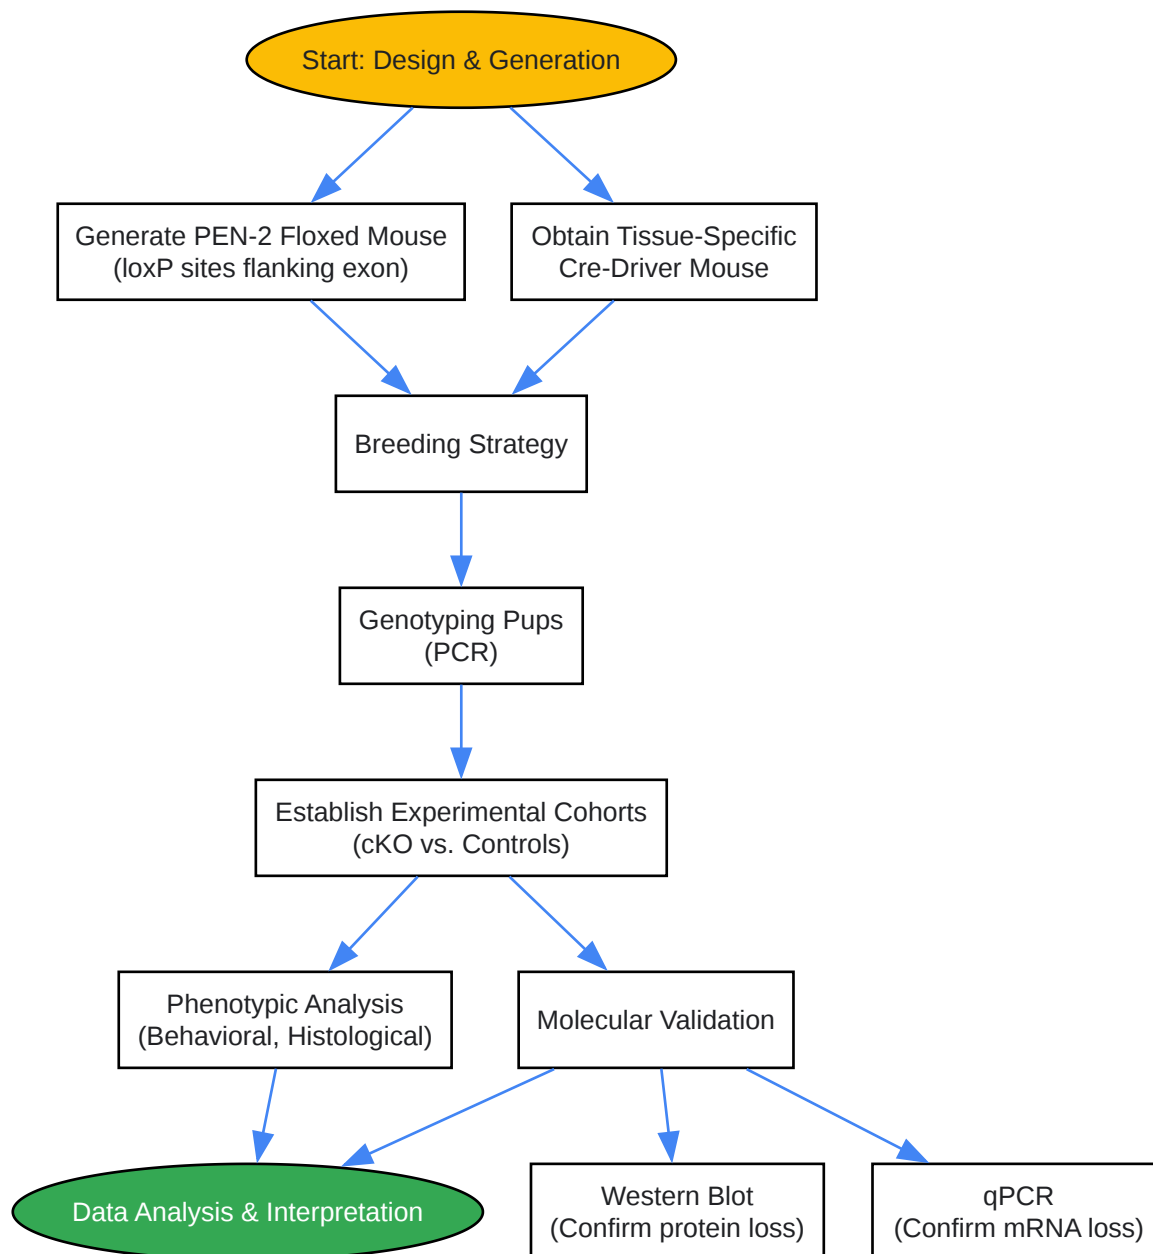 Start: Design & Generation
Generate PEN-2 Floxed Mouse
(loxP sites flanking exon)
Obtain Tissue-Specific
Cre-Driver Mouse
Breeding Strategy
Genotyping Pups
(PCR)
Establish Experimental Cohorts
(cKO vs. Controls)
Phenotypic Analysis
(Behavioral, Histological)
Molecular Validation
Data Analysis & Interpretation
Western Blot
(Confirm protein loss)
qPCR
(Confirm mRNA loss)